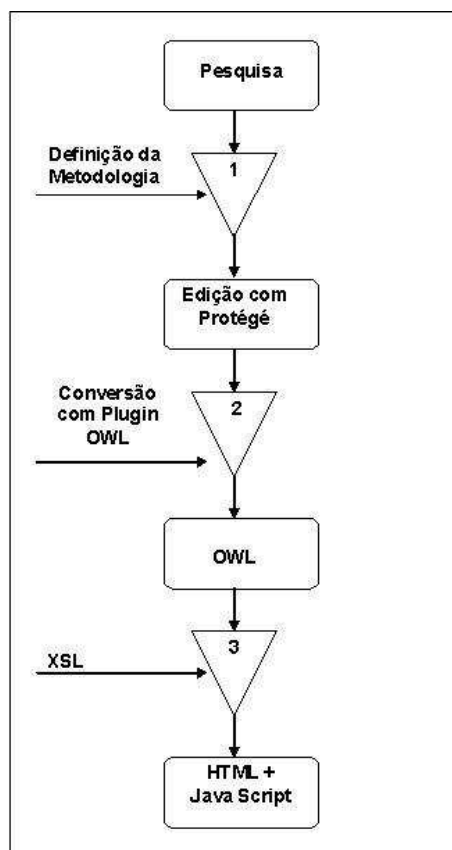 Pesquisa
Definição da
Metodologia
1
Edição com
Protégé
Conversão
com Plugin
OWL
2
OWL
XSL
3
HTML +
Java Script